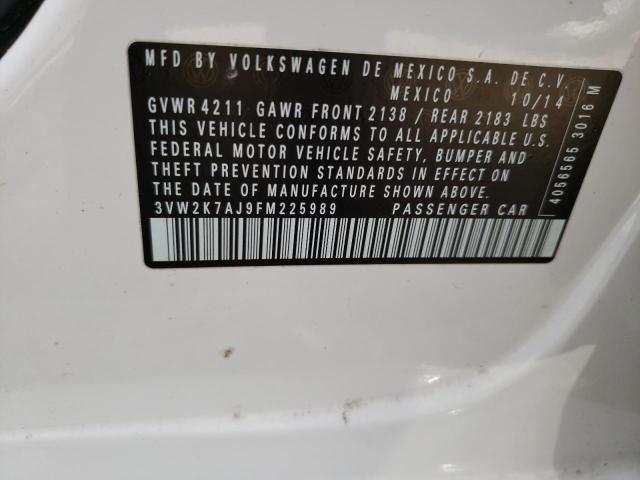 MFD BY VOLKSWAGEN DE MEXICO S.A. DE C.V.
MEXICO 10/14
GVWR 4211 GAWR FRONT 2138 / REAR 2183 LBS
THIS VEHICLE CONFORMS TO ALL APPLICABLE U.S.
FEDERAL MOTOR VEHICLE SAFETY, BUMPER AND
THEFT PREVENTION STANDARDS IN EFFECT ON
THE DATE OF MANUFACTURE SHOWN ABOVE.
3VW2K7AJ9FM225989 PASSENGER CAR
4056565 3016 M